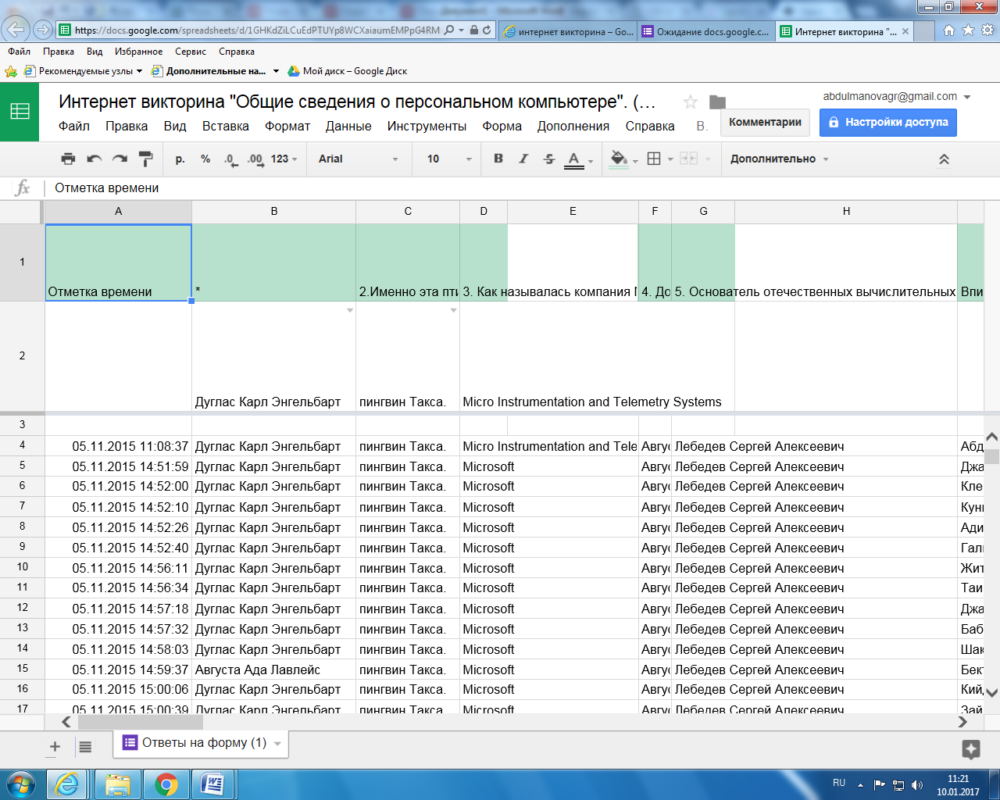 https://docs.google.com/spreadsheets/d/1GHKdZiLCuEdPTUYp8WCXaiaumEMPpG4RM
интернет викторина – Go...
Ожидание docs.google.c...
Интернет викторина "...
Файл Правка Вид Избранное Сервис Справка
Рекомендуемые узлы
Дополнительные на...
Мой диск – Google Диск
Интернет викторина "Общие сведения о персональном компьютере". (...
abdulmanovagr@gmail.com
Файл Правка Вид Вставка Формат Данные Инструменты Форма Дополнения Справка В.
Комментарии
Настройки доступа
р. % .0 .00 123 Arial 10 B I S A Дополнительно
fx Отметка времени
A B C D E F G H
1 Отметка времени * 2.Именно эта пти 3. Как называлась компания 4. До 5. Основатель отечественных вычислительных Впи
2 Дуглас Карл Энгельбарт пингвин Такса. Micro Instrumentation and Telemetry Systems
3
4 05.11.2015 11:08:37 Дуглас Карл Энгельбарт пингвин Такса. Micro Instrumentation and Tele Авгу Лебедев Сергей Алексеевич Абд
5 05.11.2015 14:51:59 Дуглас Карл Энгельбарт пингвин Такса. Microsoft Авгу Лебедев Сергей Алексеевич Джа
6 05.11.2015 14:52:00 Дуглас Карл Энгельбарт пингвин Такса. Microsoft Авгу Лебедев Сергей Алексеевич Кле
7 05.11.2015 14:52:10 Дуглас Карл Энгельбарт пингвин Такса. Microsoft Авгу Лебедев Сергей Алексеевич Кун
8 05.11.2015 14:52:26 Дуглас Карл Энгельбарт пингвин Такса. Microsoft Авгу Лебедев Сергей Алексеевич Ади
9 05.11.2015 14:52:40 Дуглас Карл Энгельбарт пингвин Такса. Microsoft Авгу Лебедев Сергей Алексеевич Гал
10 05.11.2015 14:56:11 Дуглас Карл Энгельбарт пингвин Такса. Microsoft Авгу Лебедев Сергей Алексеевич Жит
11 05.11.2015 14:56:34 Дуглас Карл Энгельбарт пингвин Такса. Microsoft Авгу Лебедев Сергей Алексеевич Таи
12 05.11.2015 14:57:18 Дуглас Карл Энгельбарт пингвин Такса. Microsoft Авгу Лебедев Сергей Алексеевич Джа
13 05.11.2015 14:57:32 Дуглас Карл Энгельбарт пингвин Такса. Microsoft Авгу Лебедев Сергей Алексеевич Баб
14 05.11.2015 14:58:03 Дуглас Карл Энгельбарт пингвин Такса. Microsoft Авгу Лебедев Сергей Алексеевич Шак
15 05.11.2015 14:59:37 Августа Ада Лавлейс пингвин Такса. Microsoft Авгу Лебедев Сергей Алексеевич Бек
16 05.11.2015 15:00:06 Дуглас Карл Энгельбарт пингвин Такса. Microsoft Авгу Лебедев Сергей Алексеевич Кий
17 05.11.2015 15:00:39 Дуглас Карл Энгельбарт пингвин Такса. Microsoft Авгу Лебедев Сергей Алексеевич Зай
Ответы на форму (1)
RU
11:21
10.01.2017